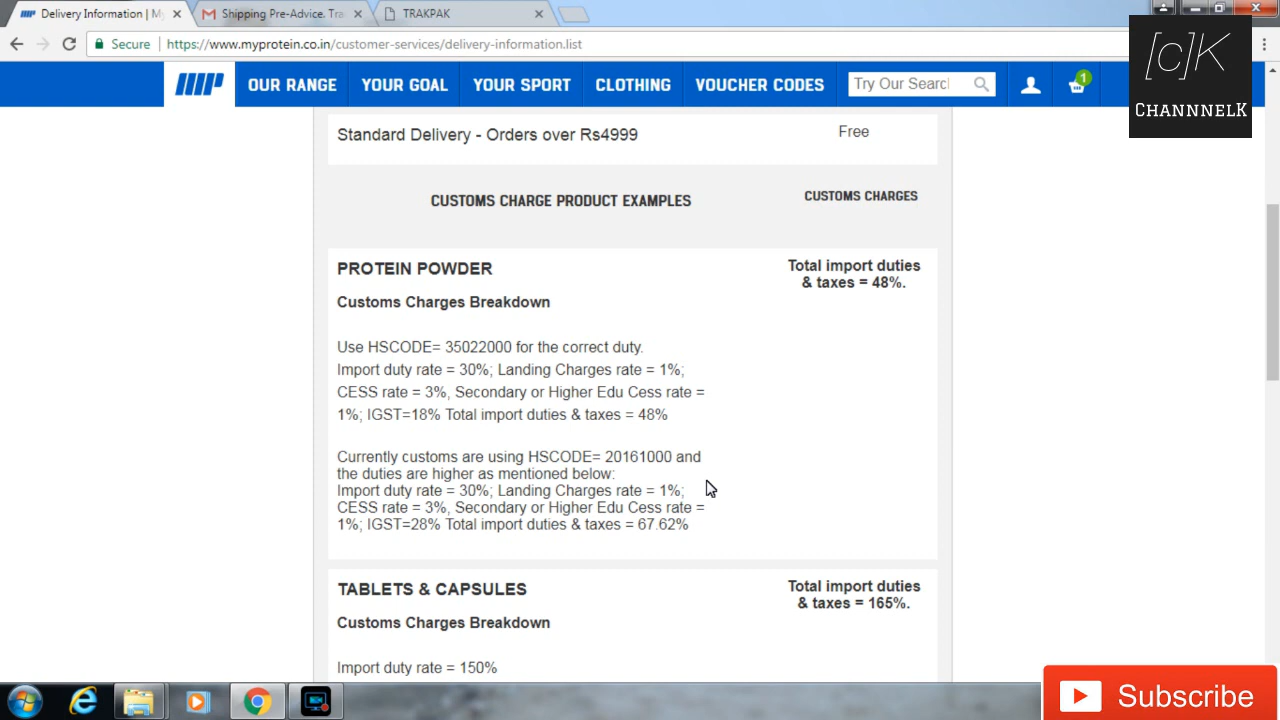 Delivery Information | My
Shipping Pre-Advice. Tra
TRAKPAK
Secure
https://www.myprotein.co.in/customer-services/delivery-information.list
[c]K
CHANNNELK
OUR RANGE
YOUR GOAL
YOUR SPORT
CLOTHING
VOUCHER CODES
Try Our Search
1
Standard Delivery - Orders over Rs4999
Free
CUSTOMS CHARGE PRODUCT EXAMPLES
CUSTOMS CHARGES
PROTEIN POWDER
Total import duties
& taxes = 48%.
Customs Charges Breakdown
Use HSCODE= 35022000 for the correct duty.
Import duty rate = 30%; Landing Charges rate = 1%;
CESS rate = 3%, Secondary or Higher Edu Cess rate =
1%; IGST=18% Total import duties & taxes = 48%
Currently customs are using HSCODE= 20161000 and
the duties are higher as mentioned below:
Import duty rate = 30%; Landing Charges rate = 1%;
CESS rate = 3%, Secondary or Higher Edu Cess rate =
1%; IGST=28% Total import duties & taxes = 67.62%
TABLETS & CAPSULES
Total import duties
& taxes = 165%.
Customs Charges Breakdown
Import duty rate = 150%
Subscribe